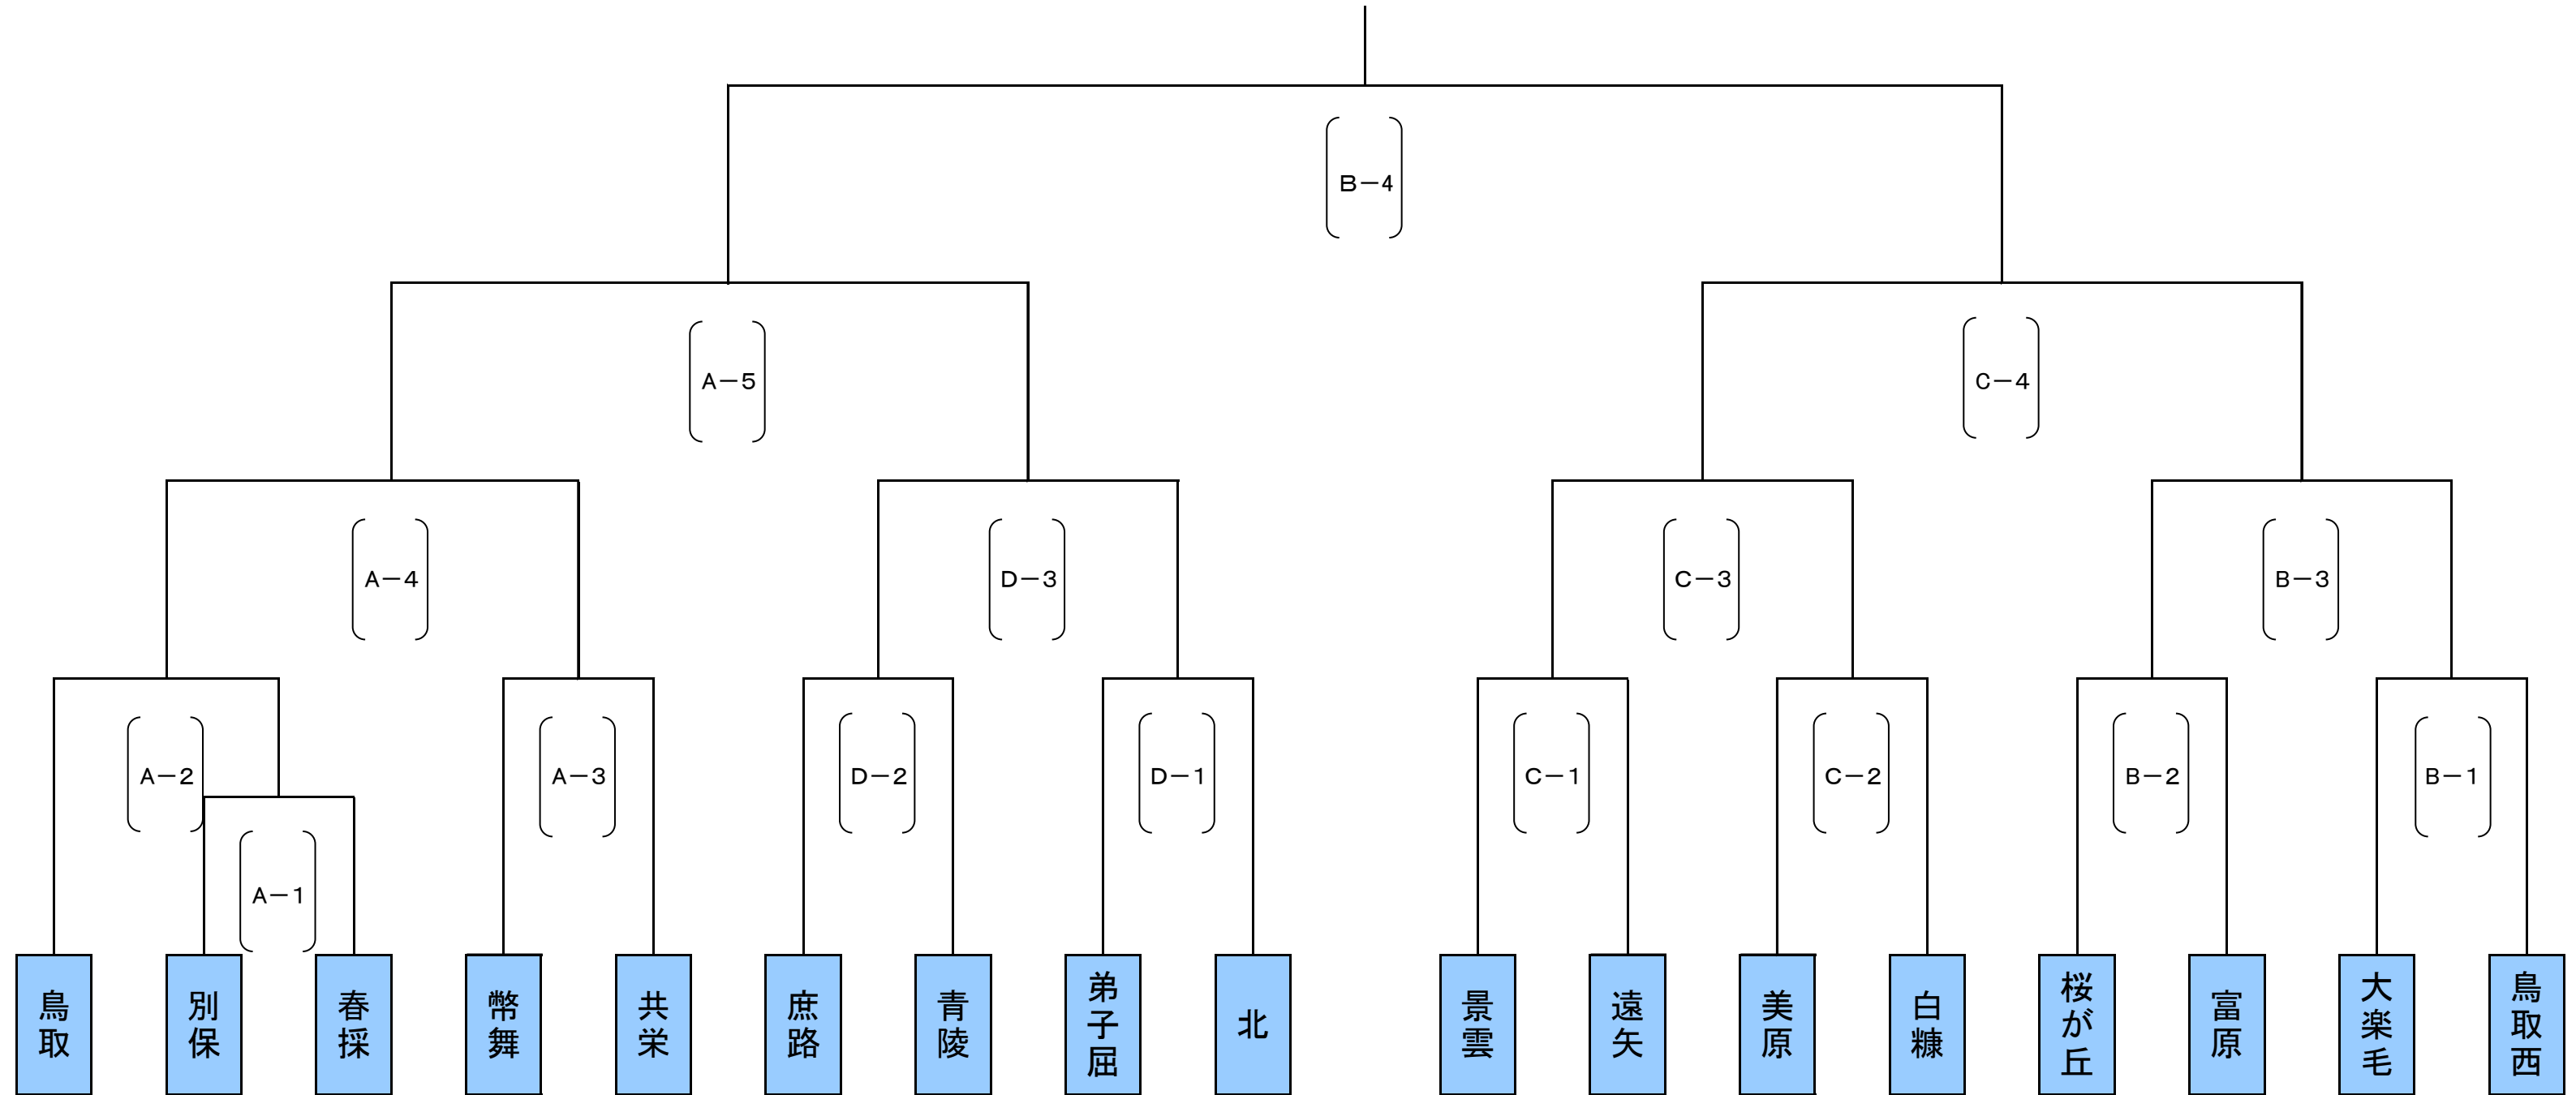 B－4
A－5
C－4
A－4
D－3
C－3
B－3
A－2
A－3
D－2
D－1
C－1
C－2
B－2
B－1
A－1
鳥取
別保
春採
幣舞
共栄
庶路
青陵
弟子屈
北
景雲
遠矢
美原
白糠
桜が丘
富原
大楽毛
鳥取西